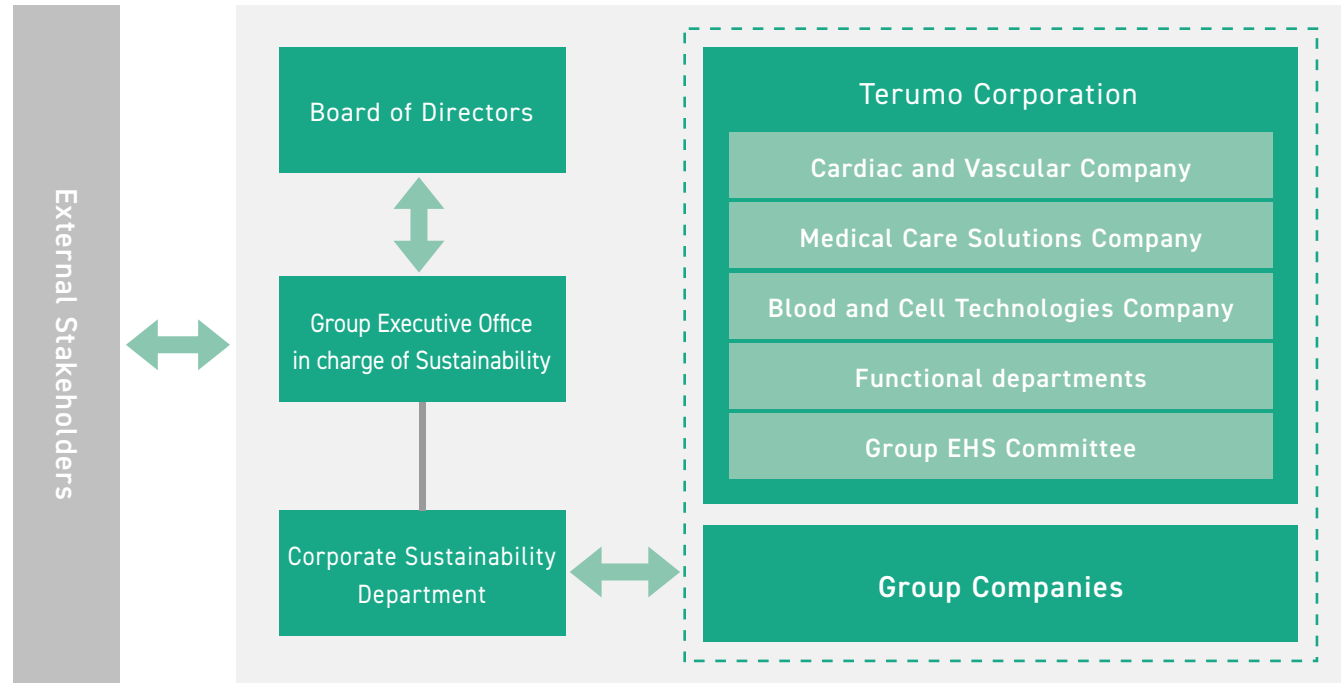 External Stakeholders
Board of Directors
Group Executive Office
in charge of Sustainability
Corporate Sustainability
Department
Terumo Corporation
Cardiac and Vascular Company
Medical Care Solutions Company
Blood and Cell Technologies Company
Functional departments
Group EHS Committee
Group Companies